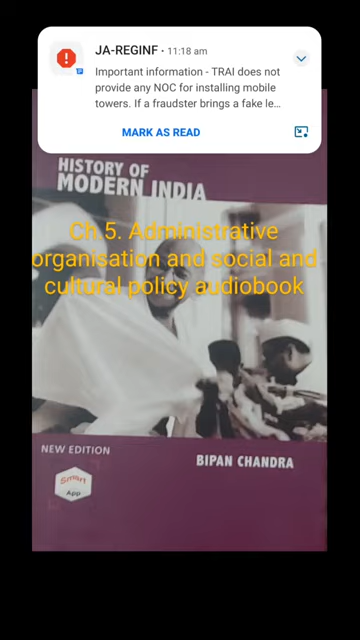 JA-REGINF • 11:18 am
Important information - TRAI does not
provide any NOC for installing mobile
towers. If a fraudster brings a fake le...
MARK AS READ
HISTORY OF
MODERN INDIA
Ch.5. Administrative
organisation and social and
cultural policy audiobook
NEW EDITION
BIPAN CHANDRA
Smart
App